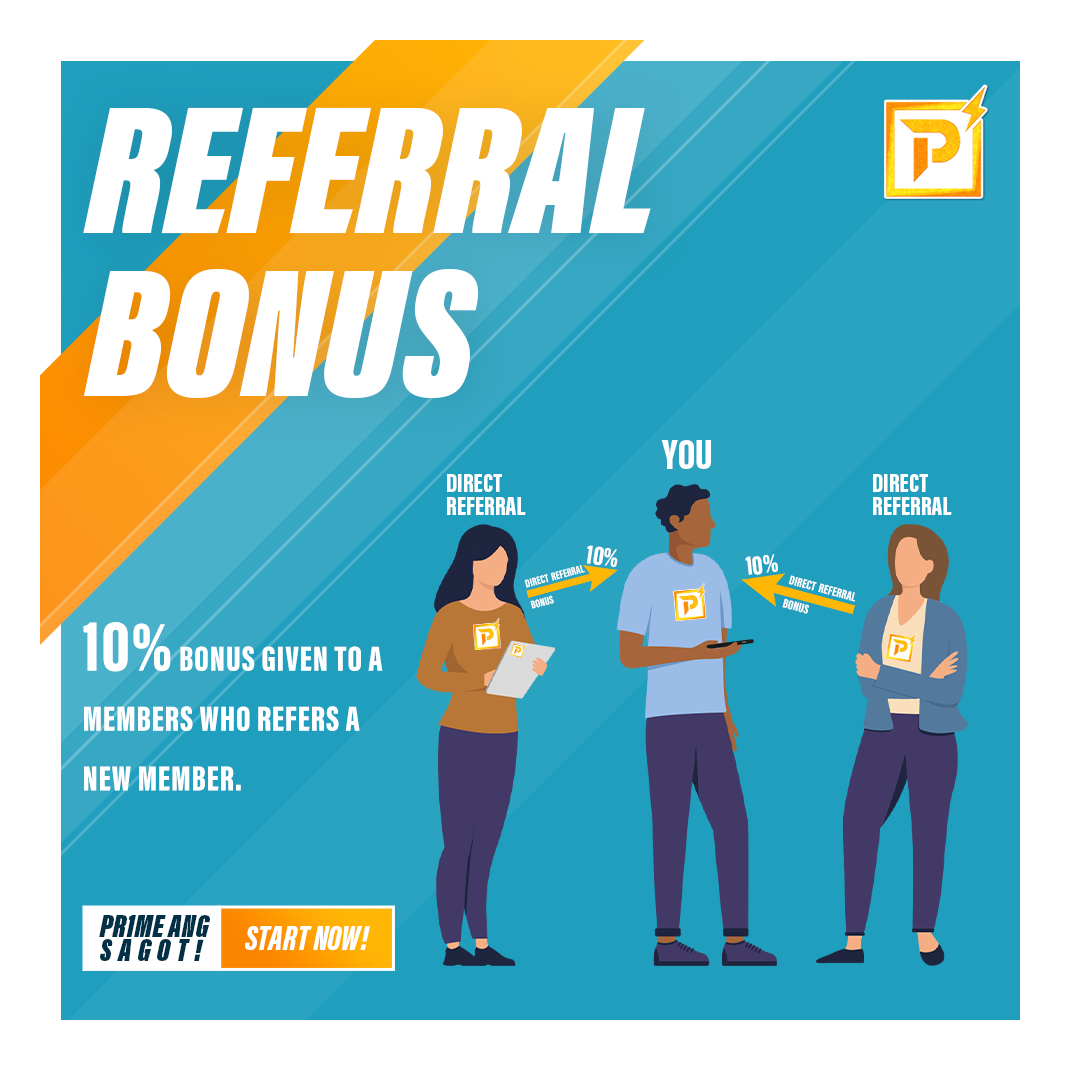 REFERRAL
BONUS
YOU
DIRECT
REFERRAL
DIRECT
REFERRAL
10%
DIRECT REFERRAL
BONUS
10%
DIRECT REFERRAL
BONUS
10% BONUS GIVEN TO A
MEMBERS WHO REFERS A
NEW MEMBER.
PR1ME ANG
SAGOT!
START NOW!
P
P
P
P
P